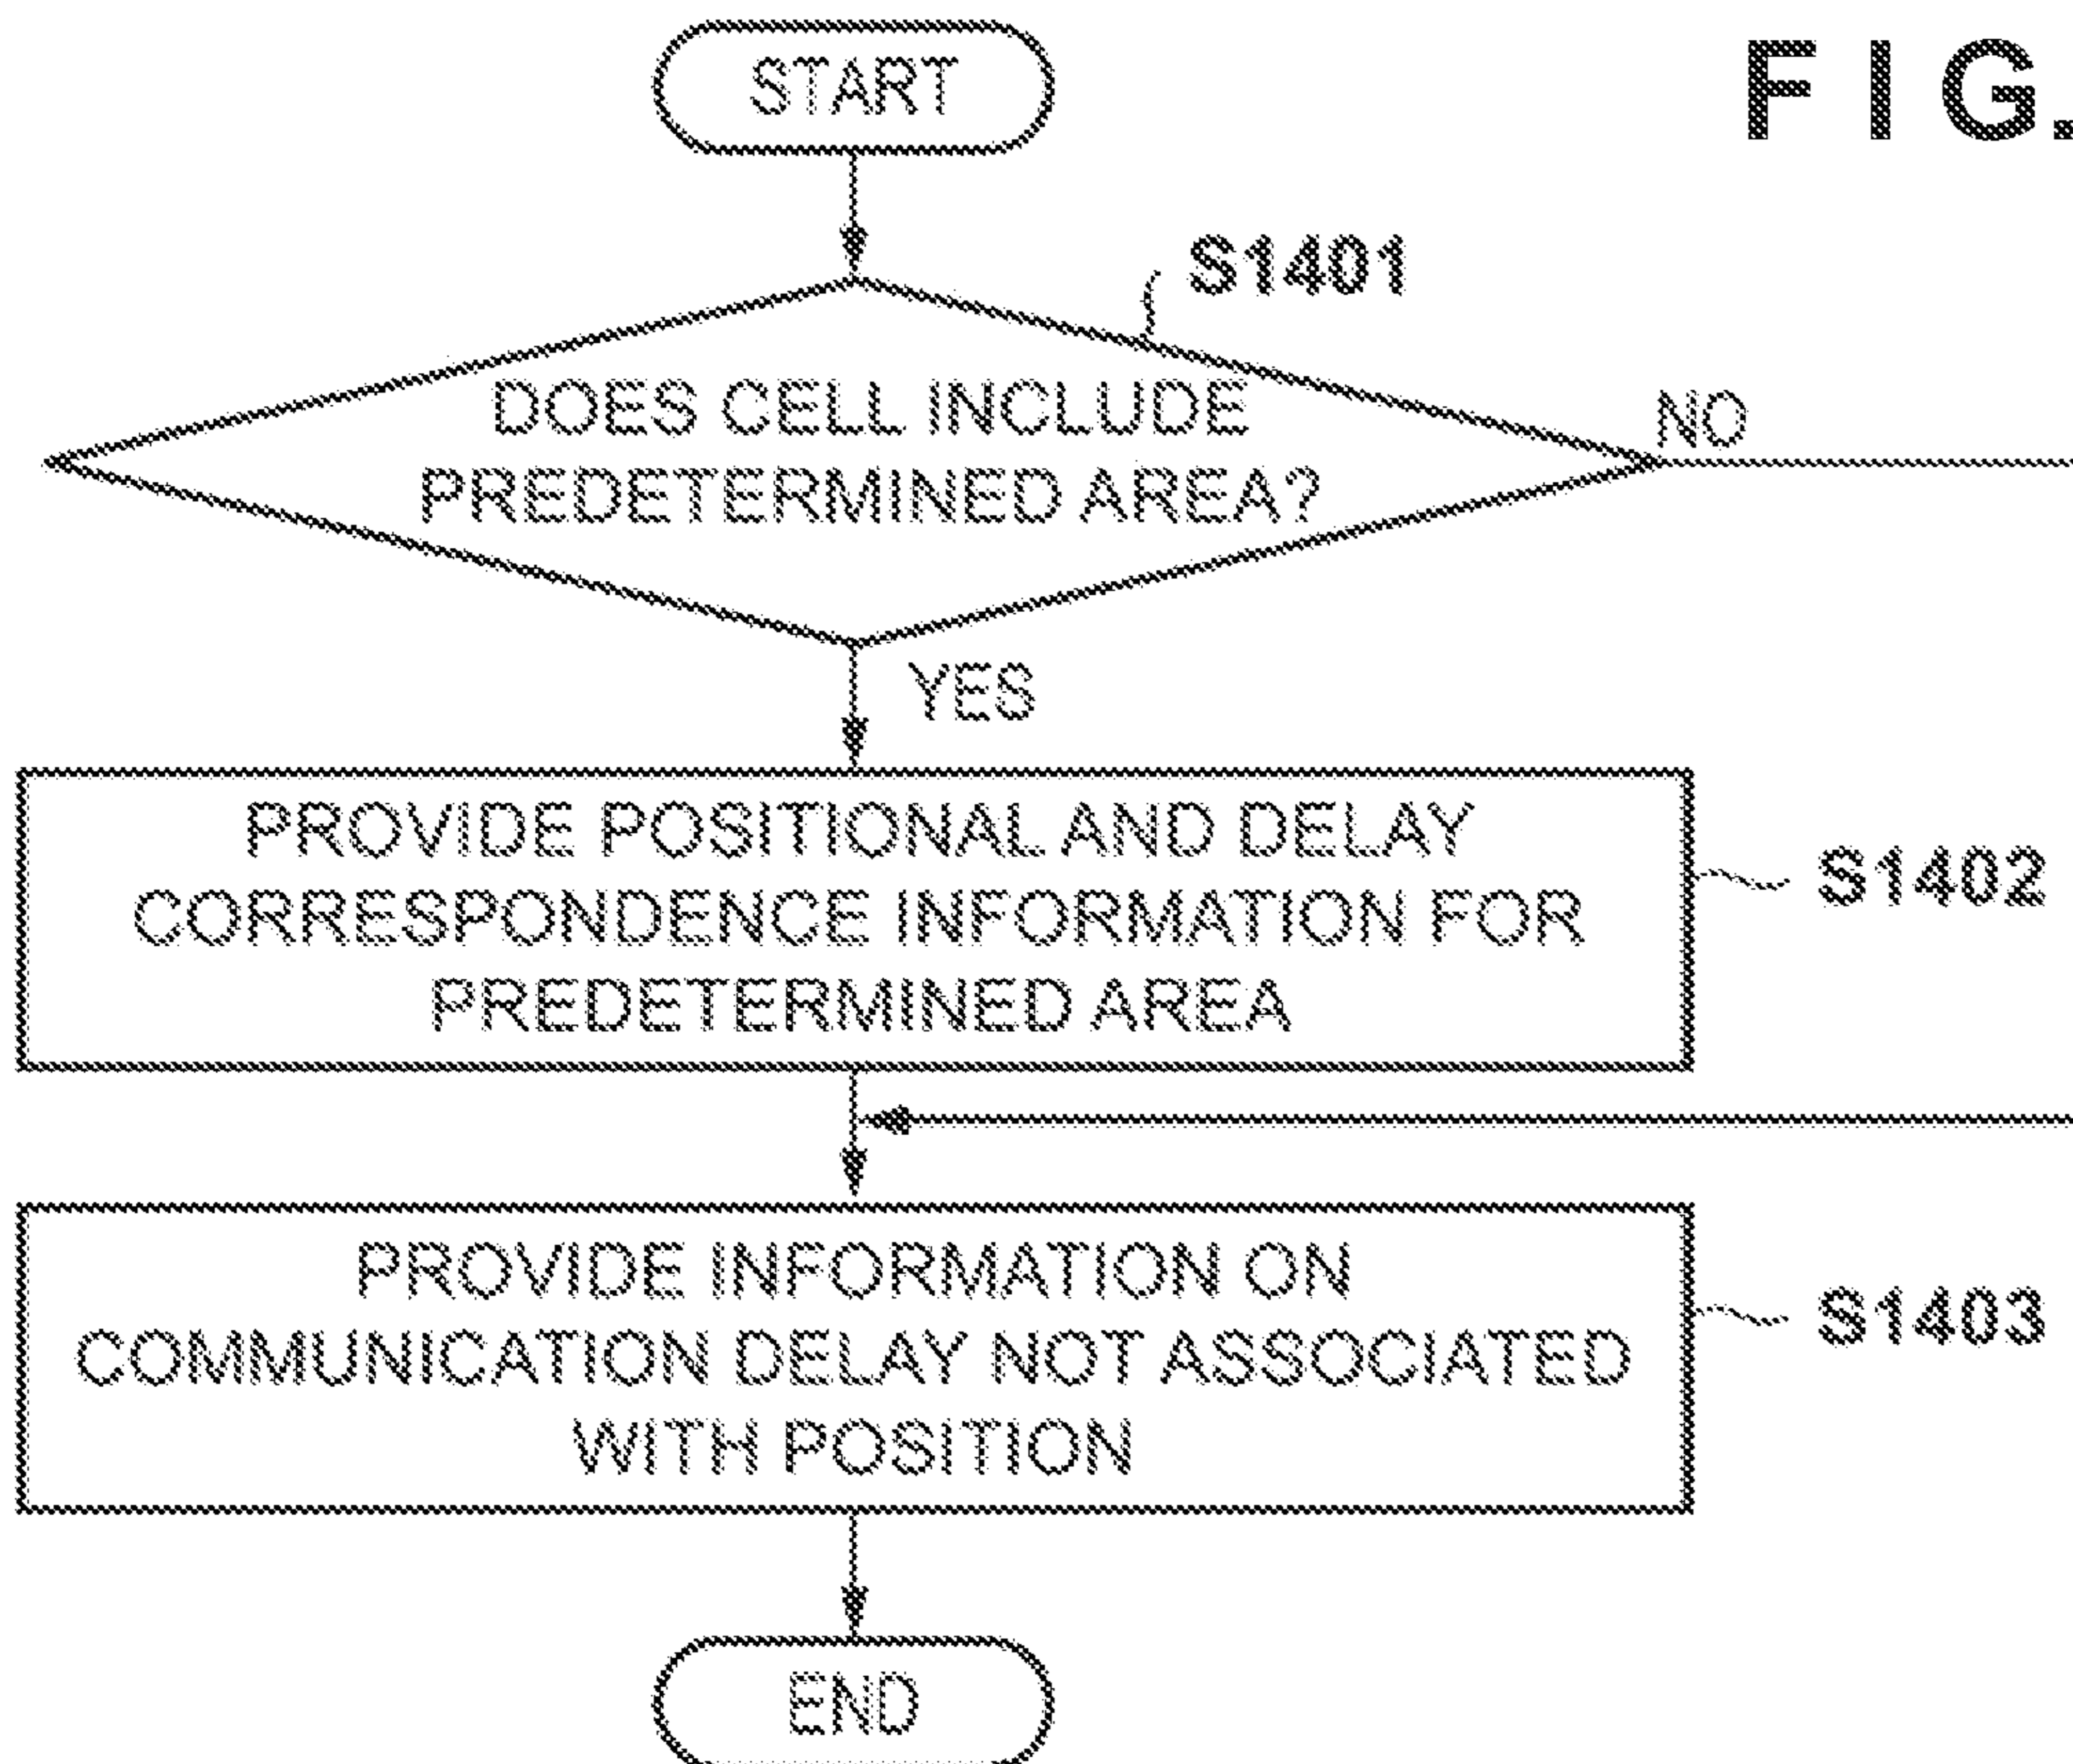 START
FIG.
S1401
DOES CELL INCLUDE
PREDETERMINED AREA?
NO
YES
PROVIDE POSITIONAL AND DELAY
CORRESPONDENCE INFORMATION FOR
PREDETERMINED AREA
S1402
PROVIDE INFORMATION ON
COMMUNICATION DELAY NOT ASSOCIATED
WITH POSITION
S1403
END